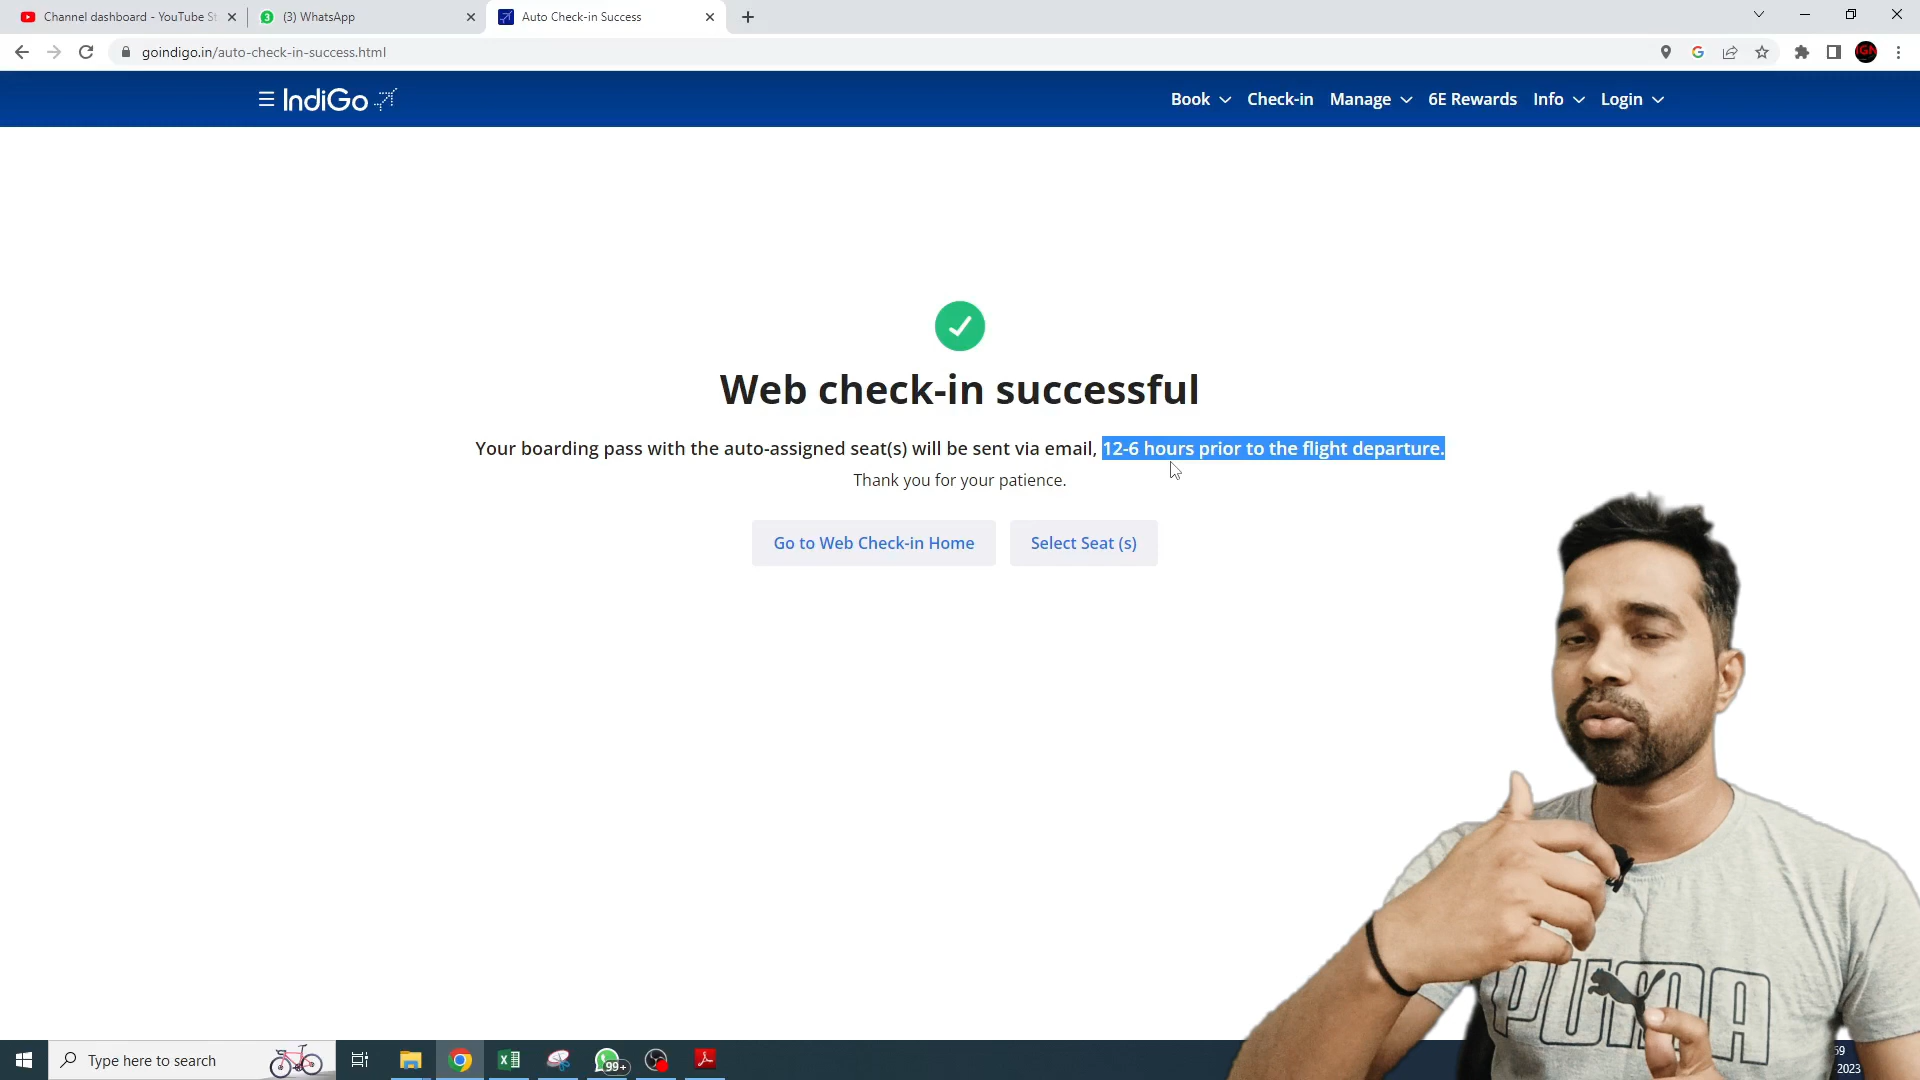 Channel dashboard - YouTube St
(3) WhatsApp
Auto Check-in Success
goindigo.in/auto-check-in-success.html
IndiGo
Book
Check-in
Manage
6E Rewards
Info
Login
Web check-in successful
Your boarding pass with the auto-assigned seat(s) will be sent via email, 12-6 hours prior to the flight departure.
Thank you for your patience.
Go to Web Check-in Home
Select Seat (s)
PUMA
Type here to search
99+
59
2023